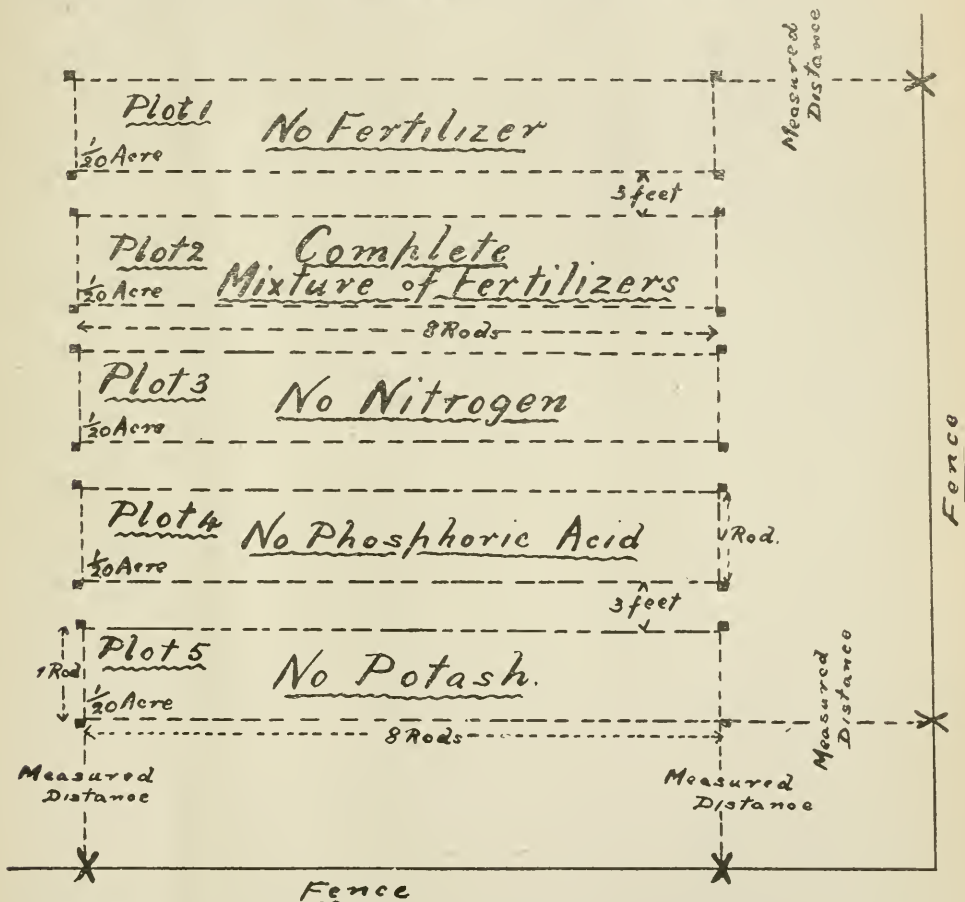 Measured
Distance
Plot 1
No Fertilizer
1/20 Acre
3 feet
Plot 2
Complete
Mixture of Fertilizers
1/20 Acre
8 Rods
Plot 3
No Nitrogen
1/20 Acre
Fence
Plot 4
No Phosphoric Acid
1 Rod.
1/20 Acre
3 feet
Plot 5
No Potash.
1 Rod
1/20 Acre
8 Rods
Measured
Distance
Measured
Distance
Measured
Distance
Fence